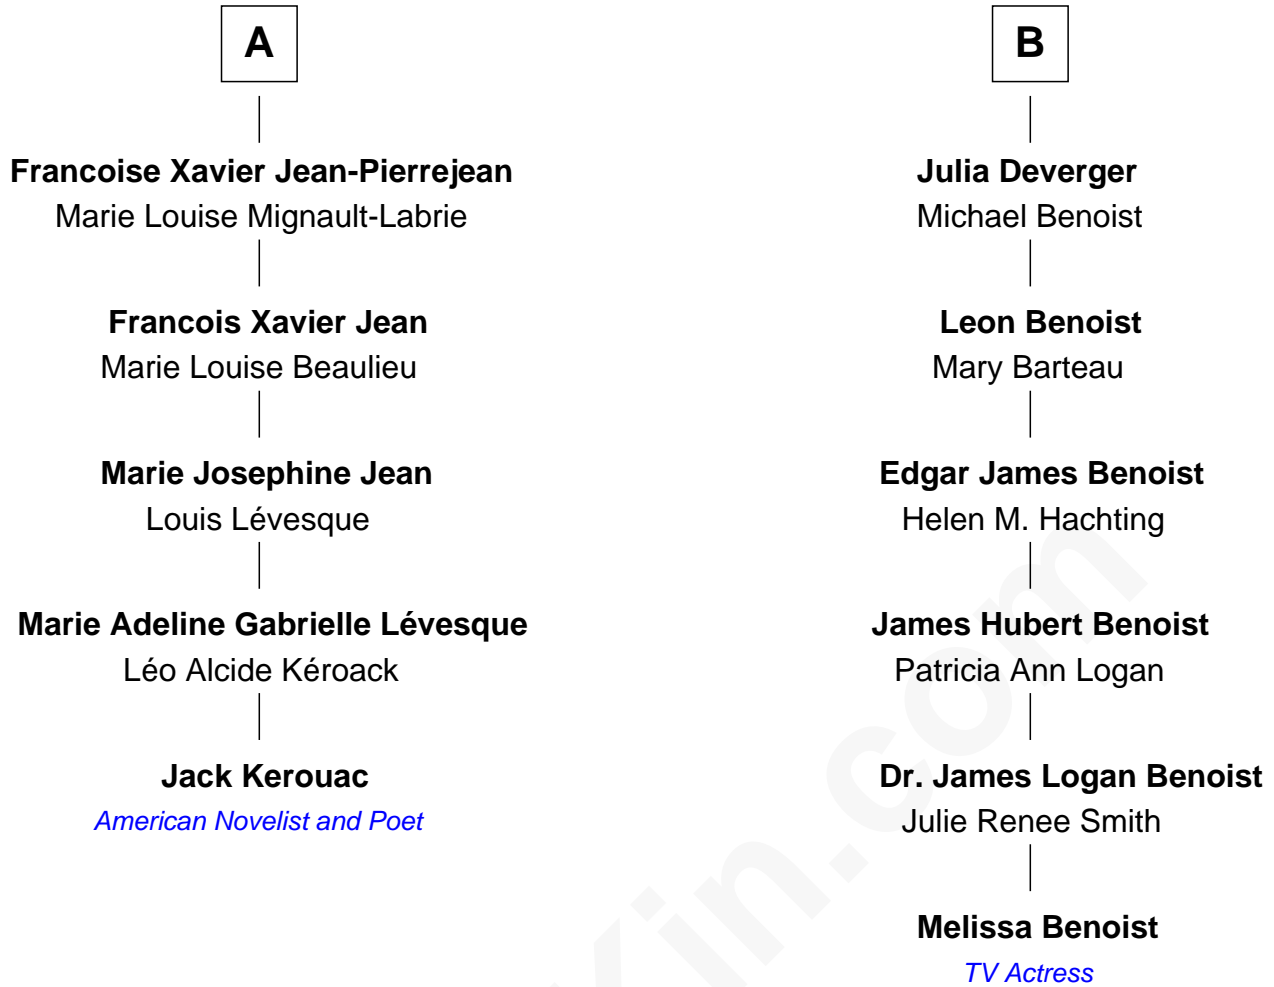 A
Francoise Xavier Jean-Pierrejean
Marie Louise Mignault-Labrie
Francois Xavier Jean
Marie Louise Beaulieu
Marie Josephine Jean
Louis Lévesque
Marie Adeline Gabrielle Lévesque
Léo Alcide Kéroack
Jack Kerouac
American Novelist and Poet
B
Julia Deverger
Michael Benoist
Leon Benoist
Mary Barteau
Edgar James Benoist
Helen M. Hachting
James Hubert Benoist
Patricia Ann Logan
Dr. James Logan Benoist
Julie Renee Smith
Melissa Benoist
TV Actress